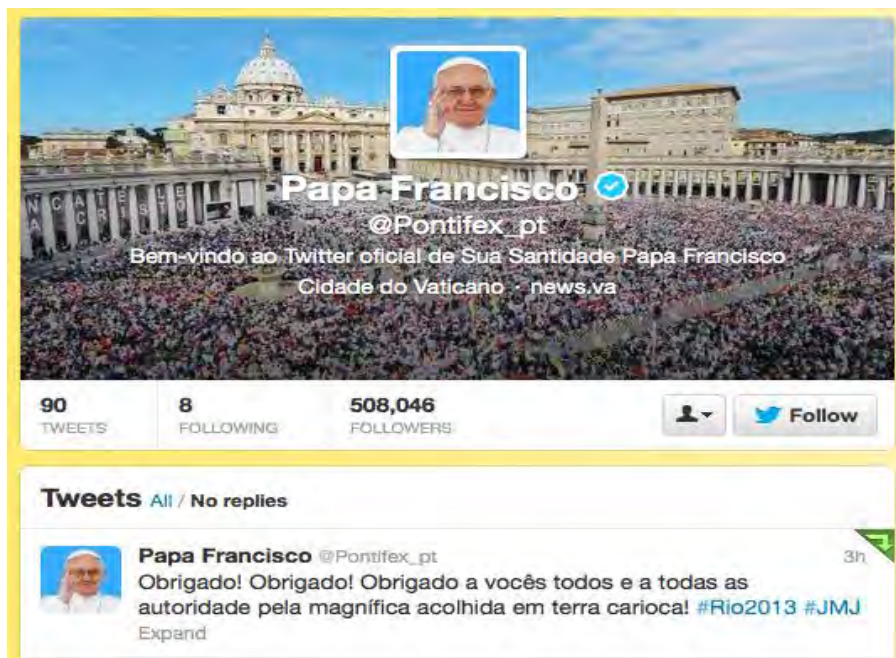 Papa Francisco
@Pontifex_pt
Bem-vindo ao Twitter oficial de Sua Santidade Papa Francisco
Cidade do Vaticano · news.va
90
TWEETS
8
FOLLOWING
508,046
FOLLOWERS
Follow
Tweets All / No replies
Papa Francisco @Pontifex_pt 3h
Obrigado! Obrigado! Obrigado a vocês todos e a todas as
autoridade pela magnífica acolhida em terra carioca! #Rio2013 #JMJ
Expand